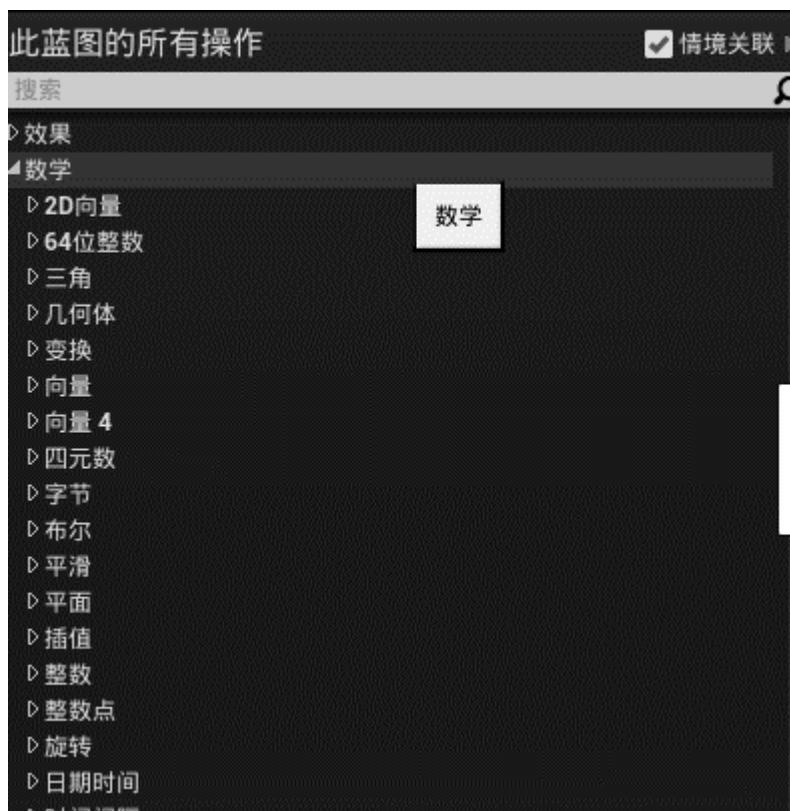 此蓝图的所有操作 情境关联
搜索
效果
数学
2D向量
数学
64位整数
三角
几何体
变换
向量
向量 4
四元数
字节
布尔
平滑
平面
插值
整数
整数点
旋转
日期时间